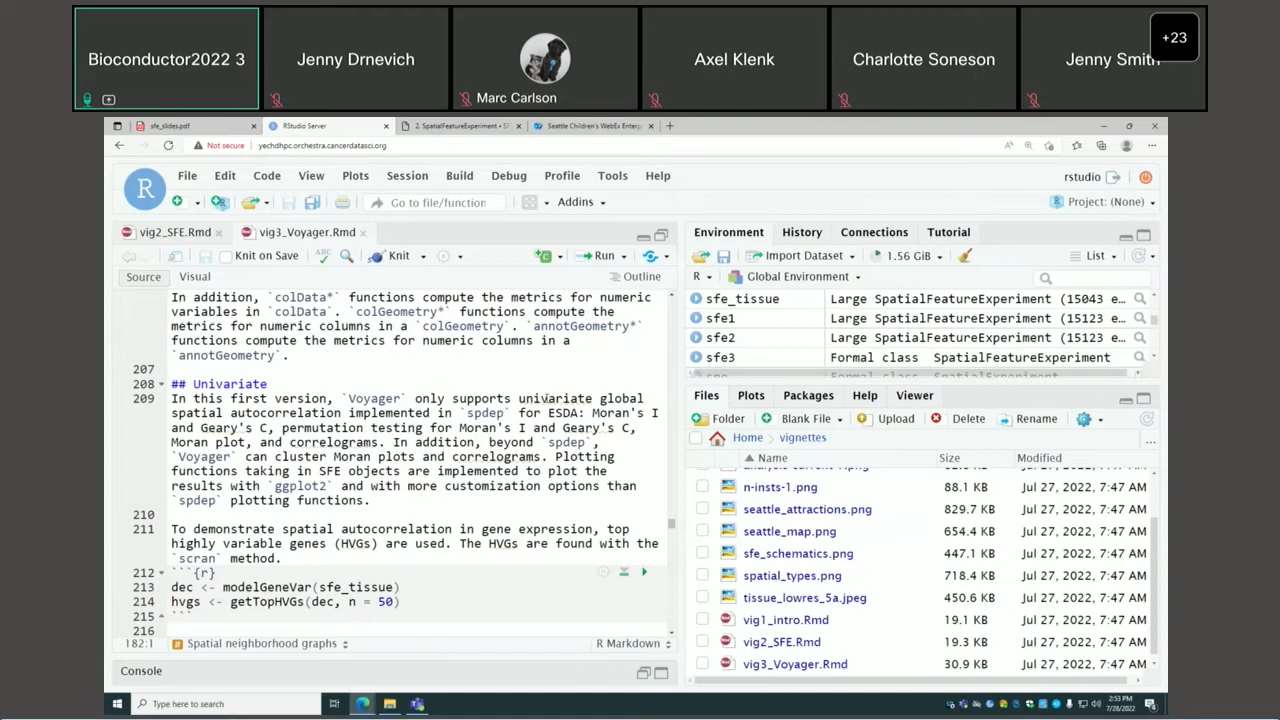 Bioconductor2022 3
Jenny Drnevich
Marc Carlson
Axel Klenk
Charlotte Soneson
Jenny Smith
+23
sfe_slides.pdf
RStudio Server
2. SpatialFeatureExperiment • SF
Seattle Children's WebEx Enterp
Not secure | yechdhpc.orchestra.cancerdatasci.org
File Edit Code View Plots Session Build Debug Profile Tools Help
rstudio
Go to file/function
Addins
Project: (None)
vig2_SFE.Rmd
vig3_Voyager.Rmd
Knit on Save
ABC
Knit
Run
Source
Visual
Outline
In addition, `colData*` functions compute the metrics for numeric
variables in `colData`. `colGeometry*` functions compute the
metrics for numeric columns in a `colGeometry`. `annotGeometry*`
functions compute the metrics for numeric columns in a
`annotGeometry`.
207
208 ## Univariate
209 In this first version, `Voyager` only supports univariate global
spatial autocorrelation implemented in `spdep` for ESDA: Moran's I
and Geary's C, permutation testing for Moran's I and Geary's C,
Moran plot, and correlograms. In addition, beyond `spdep`,
`Voyager` can cluster Moran plots and correlograms. Plotting
functions taking in SFE objects are implemented to plot the
results with `ggplot2` and with more customization options than
`spdep` plotting functions.
210
211 To demonstrate spatial autocorrelation in gene expression, top
highly variable genes (HVGs) are used. The HVGs are found with the
`scran` method.
212 ```{r}
213 dec <- modelGeneVar(sfe_tissue)
214 hvgs <- getTopHVGs(dec, n = 50)
215 ```
216
182:1 Spatial neighborhood graphs R Markdown
Console
Environment History Connections Tutorial
Import Dataset 1.56 GiB List
R Global Environment
sfe_tissue Large SpatialFeatureExperiment (15043 e…
sfe1 Large SpatialFeatureExperiment (15123 e…
sfe2 Large SpatialFeatureExperiment (15123 e…
sfe3 Formal class SpatialFeatureExperiment
Files Plots Packages Help Viewer
Folder Blank File Upload Delete Rename
Home vignettes
Name Size Modified
n-insts-1.png 88.1 KB Jul 27, 2022, 7:47 AM
seattle_attractions.png 829.7 KB Jul 27, 2022, 7:47 AM
seattle_map.png 654.4 KB Jul 27, 2022, 7:47 AM
sfe_schematics.png 447.1 KB Jul 27, 2022, 7:47 AM
spatial_types.png 718.4 KB Jul 27, 2022, 7:47 AM
tissue_lowres_5a.jpeg 450.6 KB Jul 27, 2022, 7:47 AM
vig1_intro.Rmd 19.1 KB Jul 27, 2022, 7:47 AM
vig2_SFE.Rmd 19.3 KB Jul 27, 2022, 7:47 AM
vig3_Voyager.Rmd 30.9 KB Jul 27, 2022, 7:47 AM
Type here to search
2:53 PM
7/28/2022